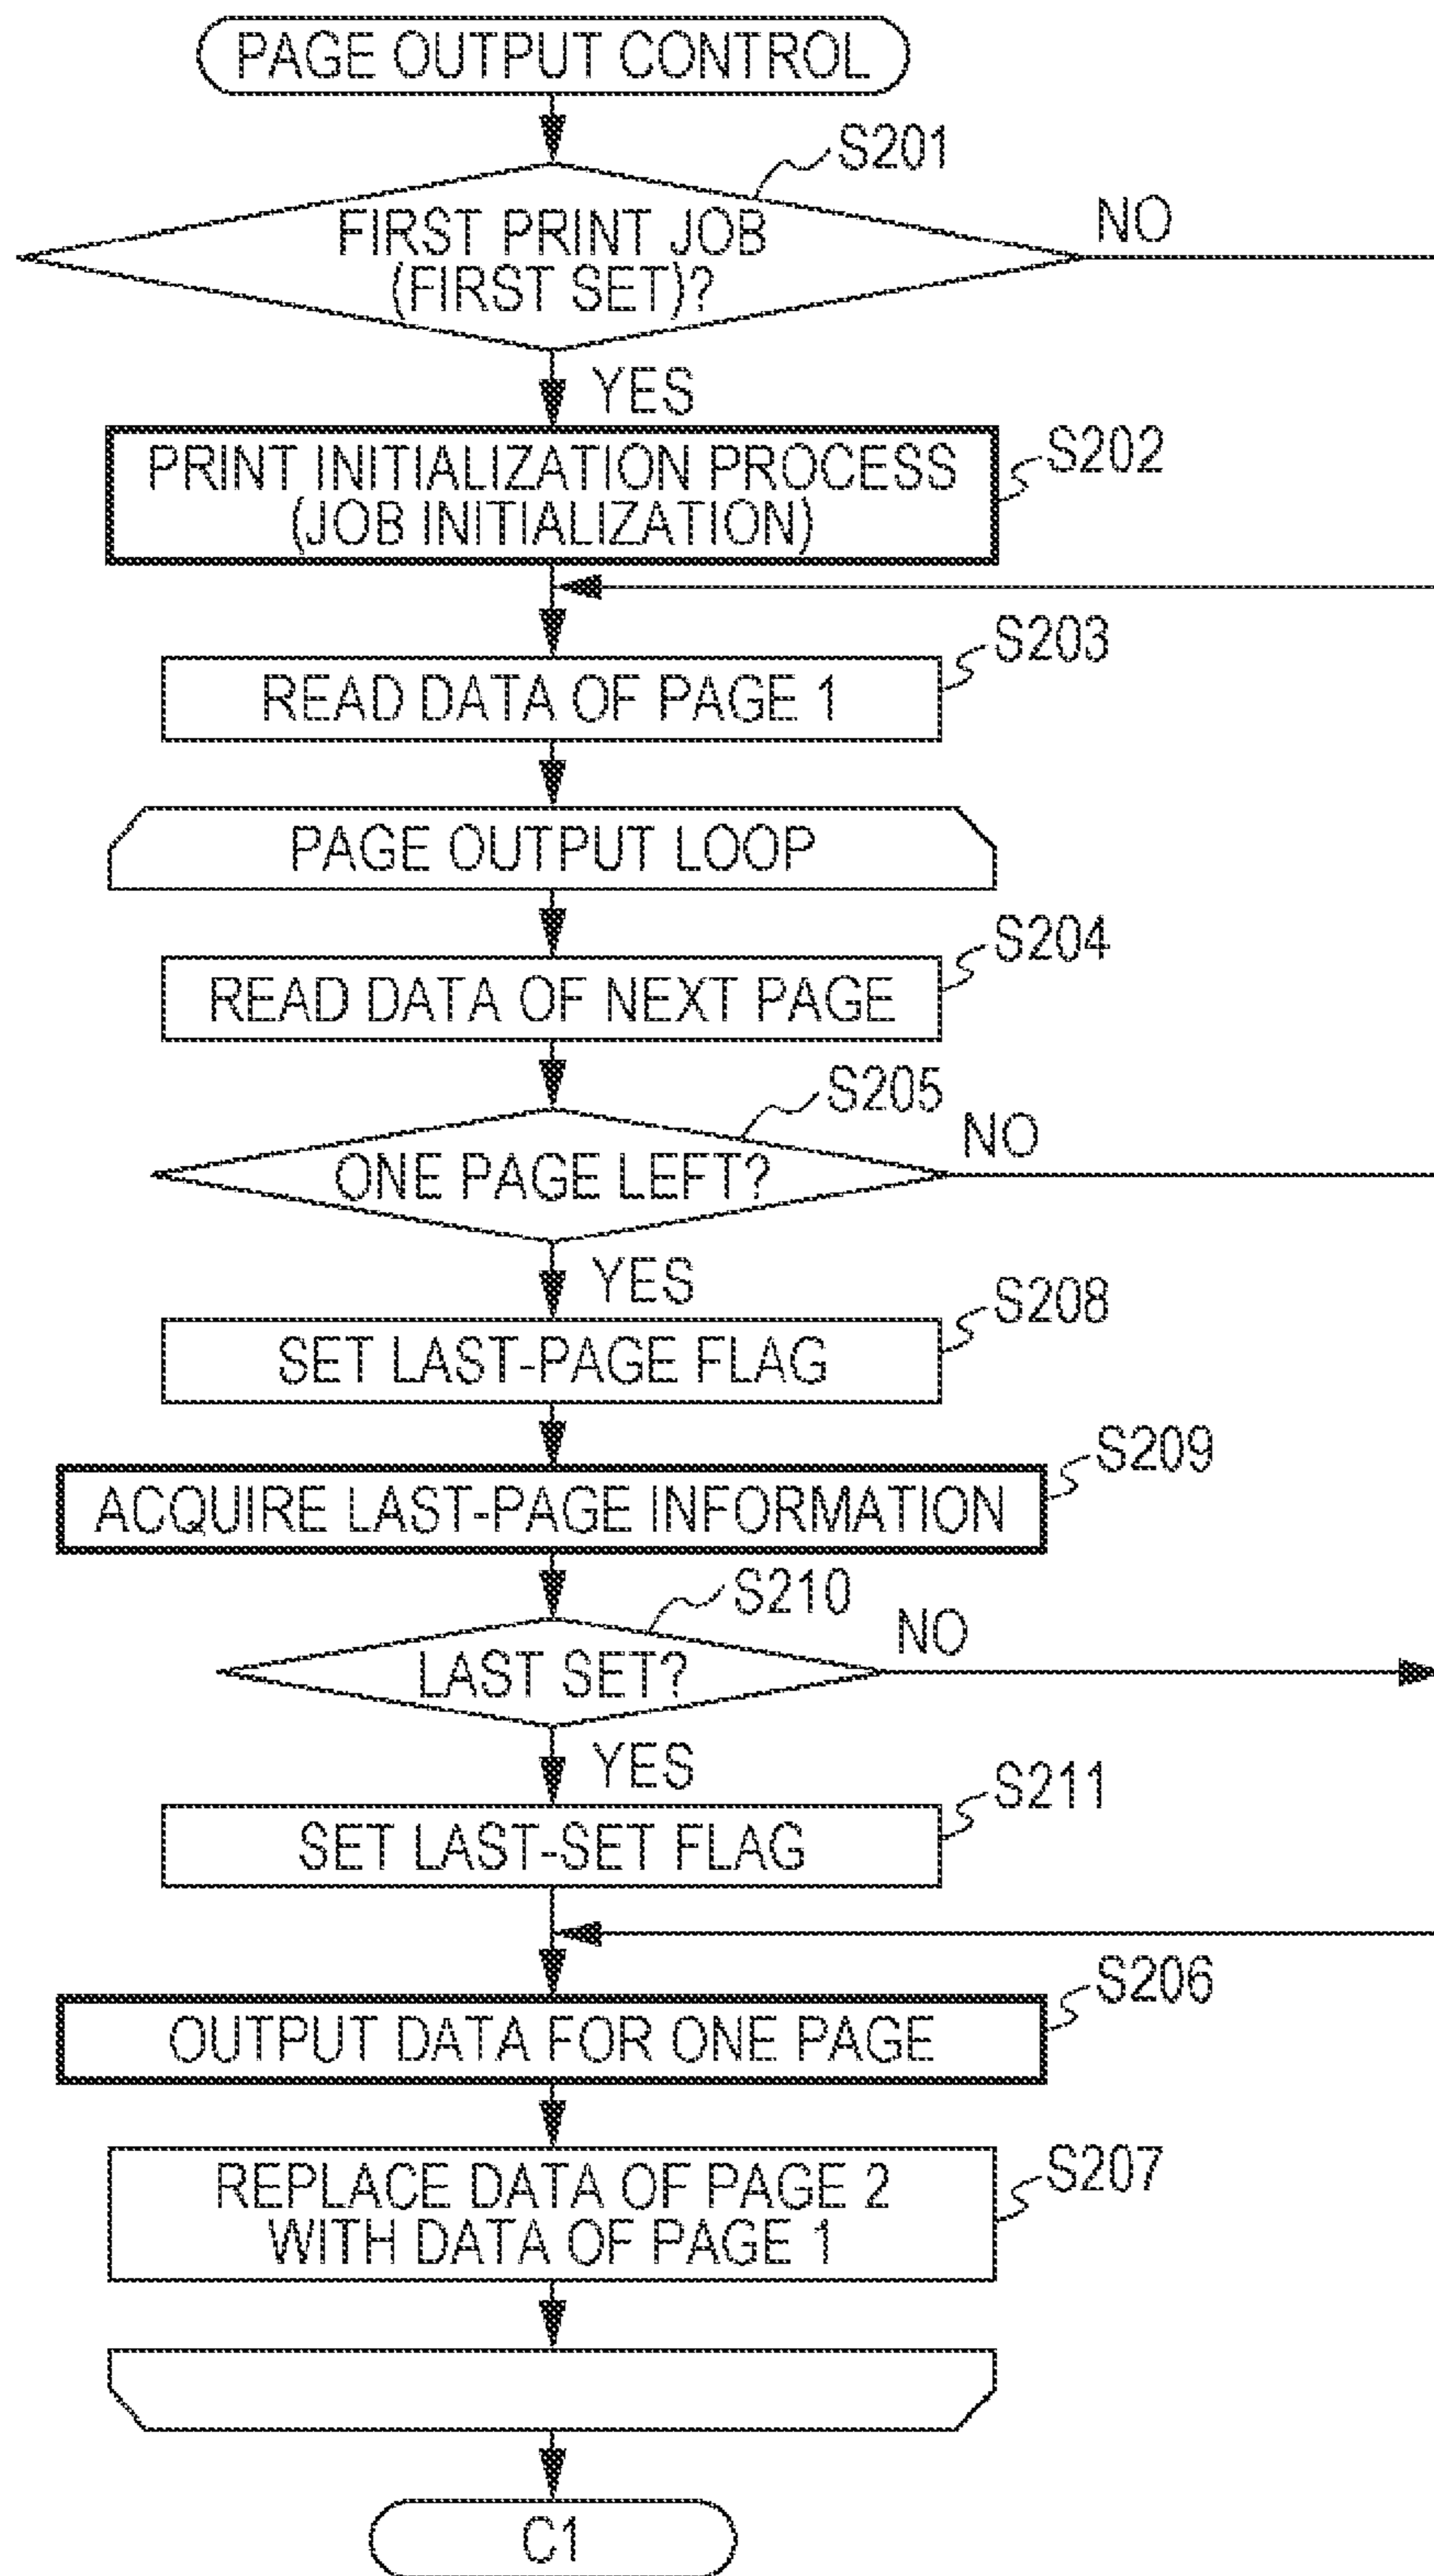 PAGE OUTPUT CONTROL
S201
FIRST PRINT JOB
(FIRST SET)?
NO
YES
PRINT INITIALIZATION PROCESS
(JOB INITIALIZATION)
S202
S203
READ DATA OF PAGE 1
PAGE OUTPUT LOOP
S204
READ DATA OF NEXT PAGE
S205
ONE PAGE LEFT?
NO
YES
S208
SET LAST-PAGE FLAG
S209
ACQUIRE LAST-PAGE INFORMATION
S210
LAST SET?
NO
YES
S211
SET LAST-SET FLAG
S206
OUTPUT DATA FOR ONE PAGE
S207
REPLACE DATA OF PAGE 2
WITH DATA OF PAGE 1
C1